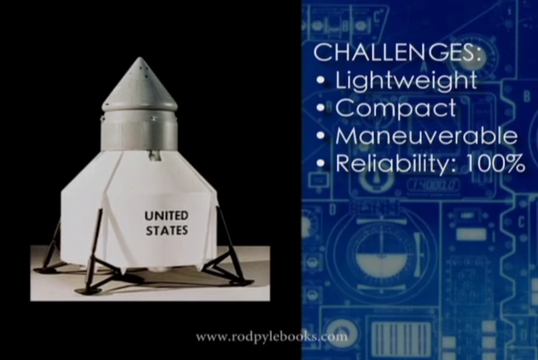 UNITED
STATES
CHALLENGES:
• Lightweight
• Compact
• Maneuverable
• Reliability: 100%
www.rodpylebooks.com